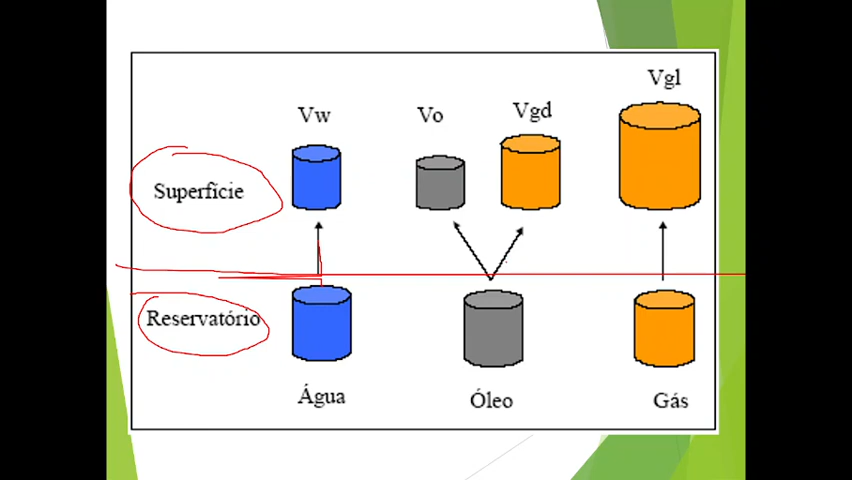 Vgl
Vw
Vo
Vgd
Superfície
Reservatório
Água
Óleo
Gás